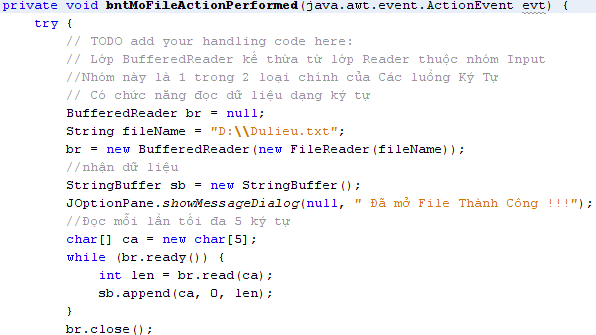 private void bntMoFileActionPerformed(java.awt.event.ActionEvent evt) {
try {
// TODO add your handling code here:
// Lớp BufferedReader kế thừa từ lớp Reader thuộc nhóm Input
//Nhóm này là 1 trong 2 loại chính của Các luồng Ký Tự
// Có chức năng đọc dữ liệu dạng ký tự
BufferedReader br = null;
String fileName = "D:\\Dulieu.txt";
br = new BufferedReader(new FileReader(fileName));
//nhận dữ liệu
StringBuffer sb = new StringBuffer();
JOptionPane.showMessageDialog(null, " Đã mở File Thành Công !!!");
//Đọc mỗi lần tối đa 5 ký tự
char[] ca = new char[5];
while (br.ready()) {
int len = br.read(ca);
sb.append(ca, 0, len);
}
br.close();